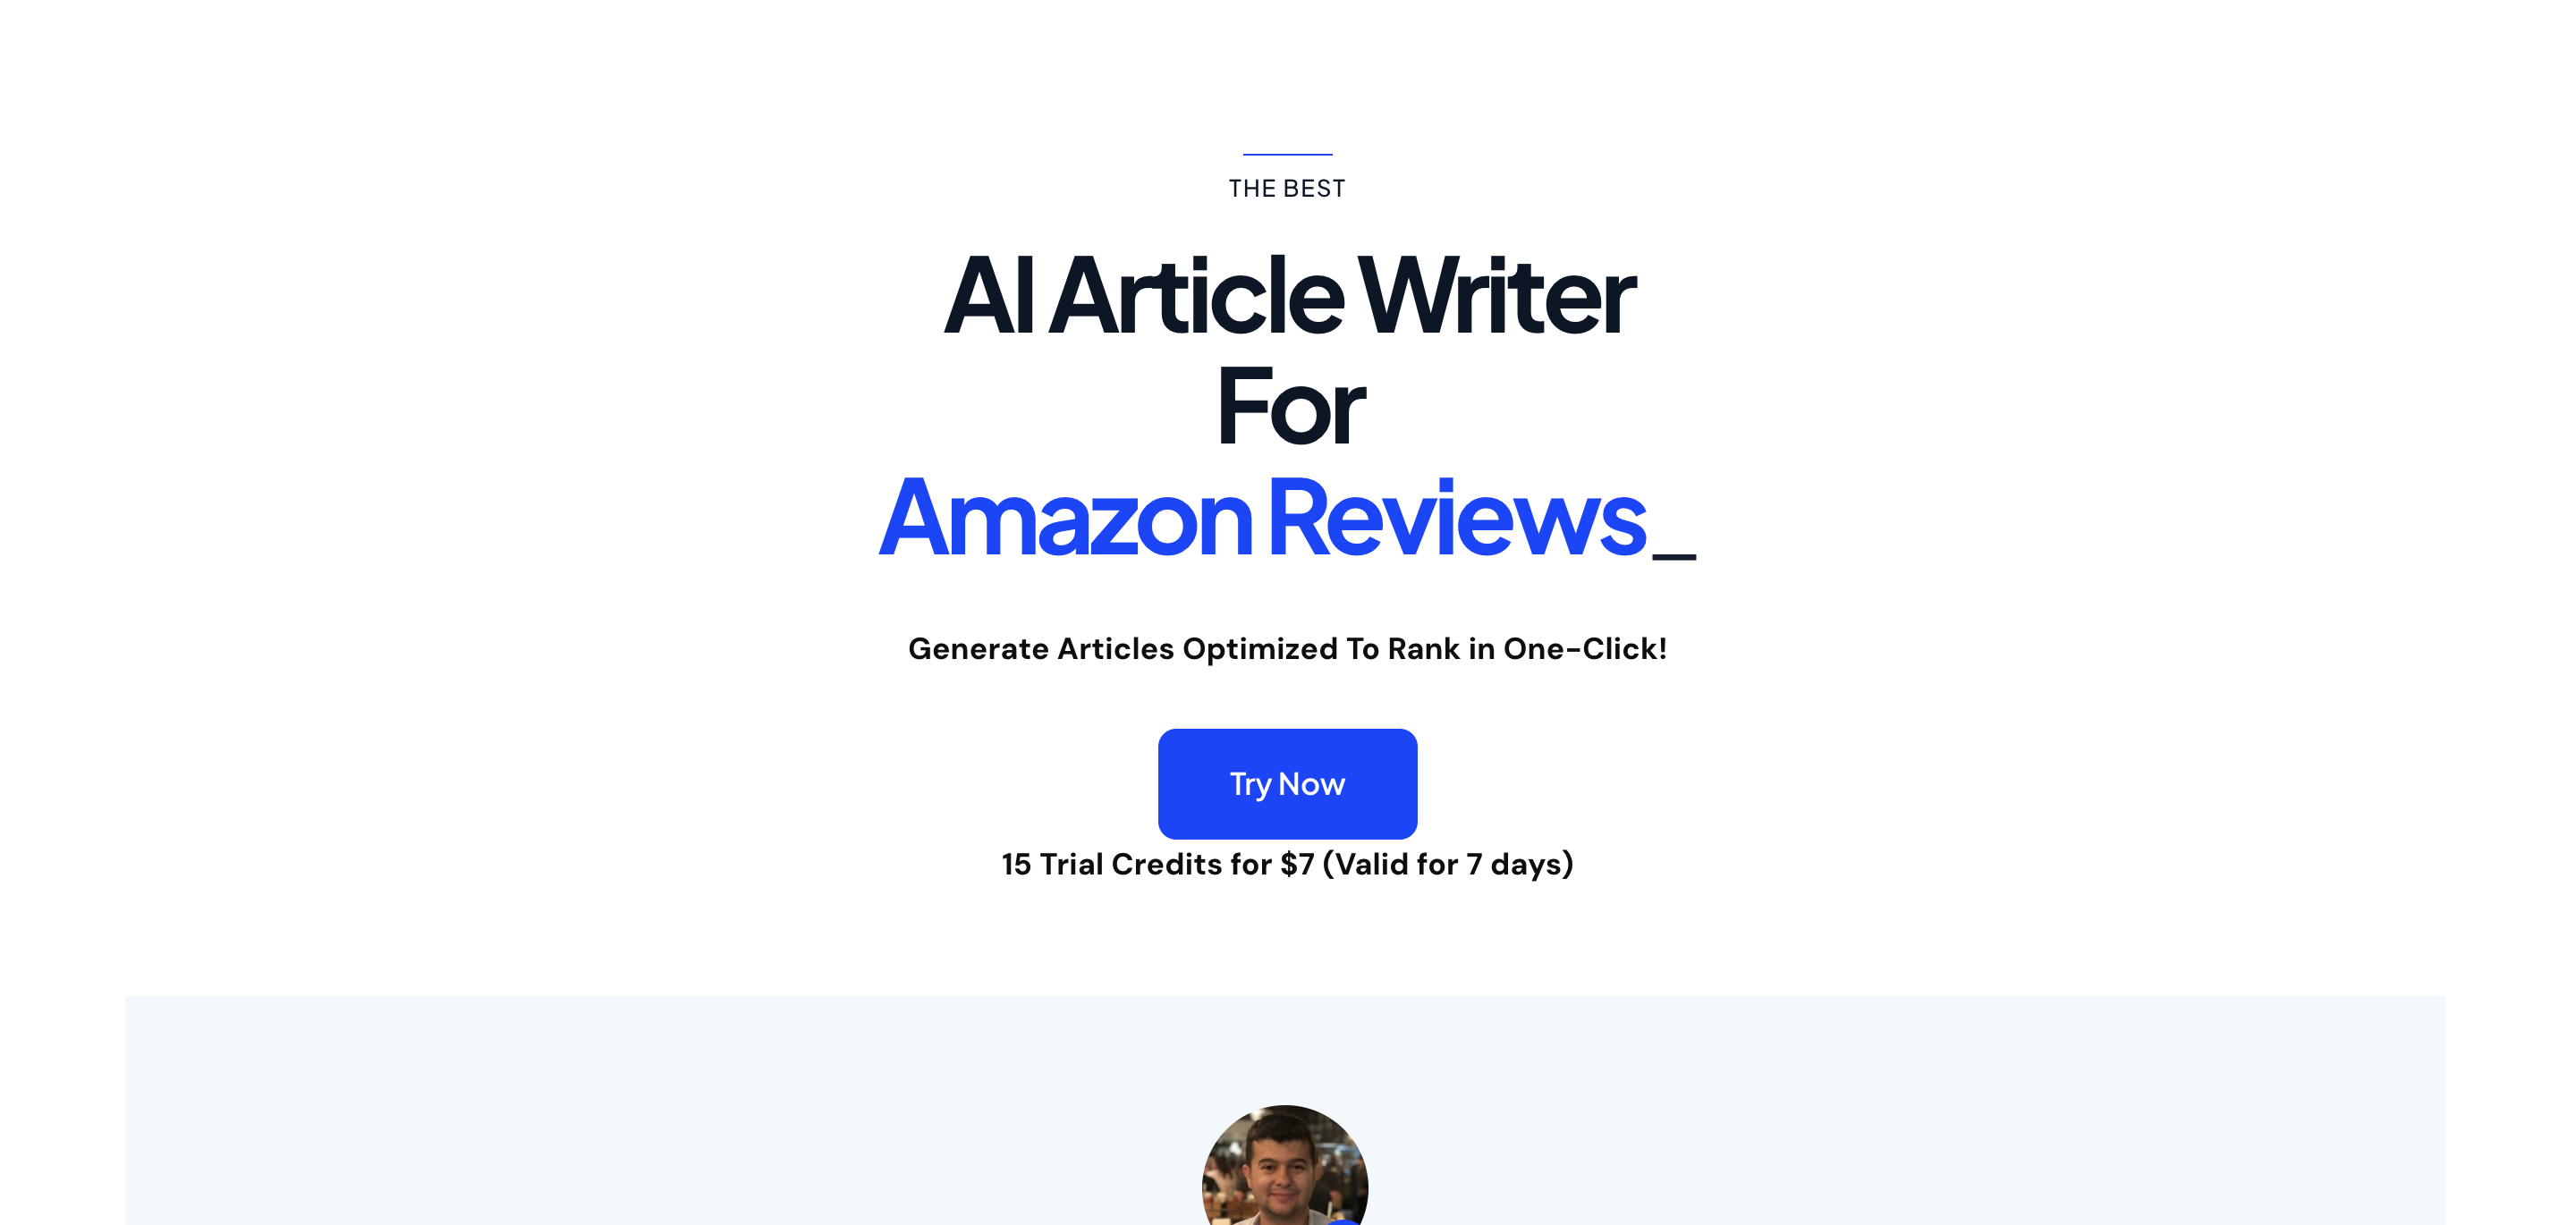 THE BEST
AI Article Writer
For
Amazon Reviews_
Generate Articles Optimized To Rank in One-Click!
Try Now
15 Trial Credits for $7 (Valid for 7 days)